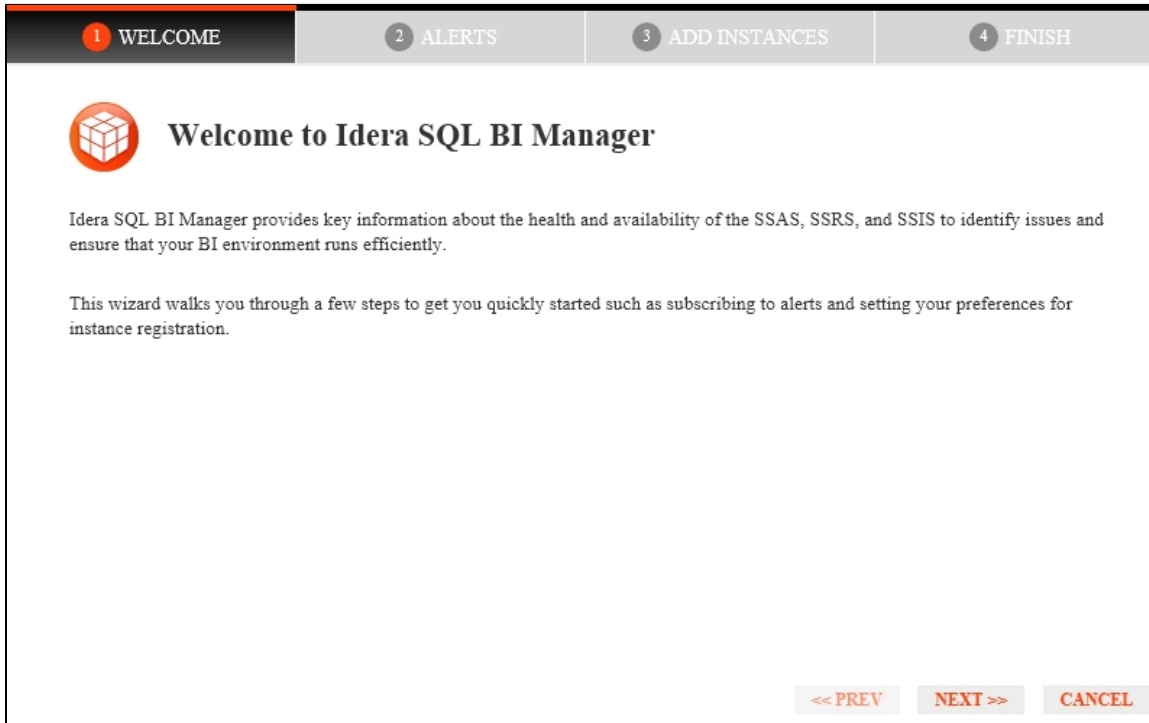 1 WELCOME
2 ALERTS
3 ADD INSTANCES
4 FINISH
Welcome to Idera SQL BI Manager
Idera SQL BI Manager provides key information about the health and availability of the SSAS, SSRS, and SSIS to identify issues and
ensure that your BI environment runs efficiently.
This wizard walks you through a few steps to get you quickly started such as subscribing to alerts and setting your preferences for
instance registration.
<< PREV
NEXT >>
CANCEL